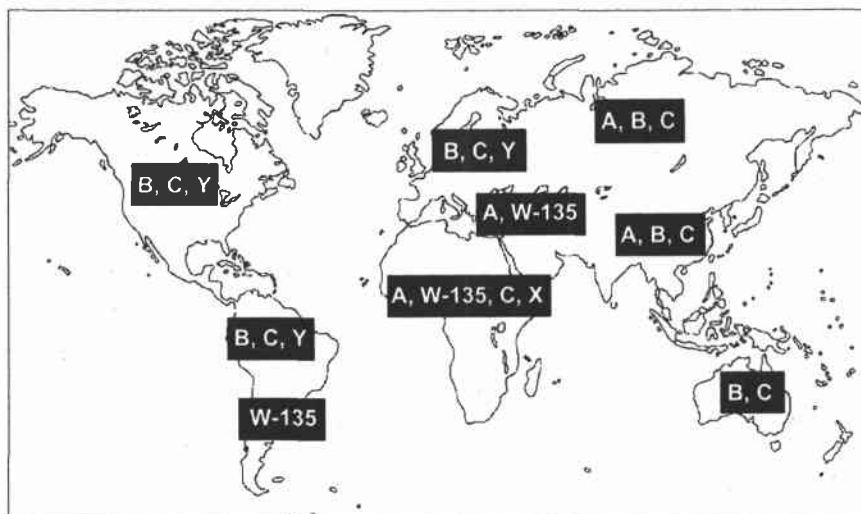 A, B, C
B, C, Y
B, C, Y
A, W-135
A, B, C
A, W-135, C, X
B, C, Y
B, C
W-135